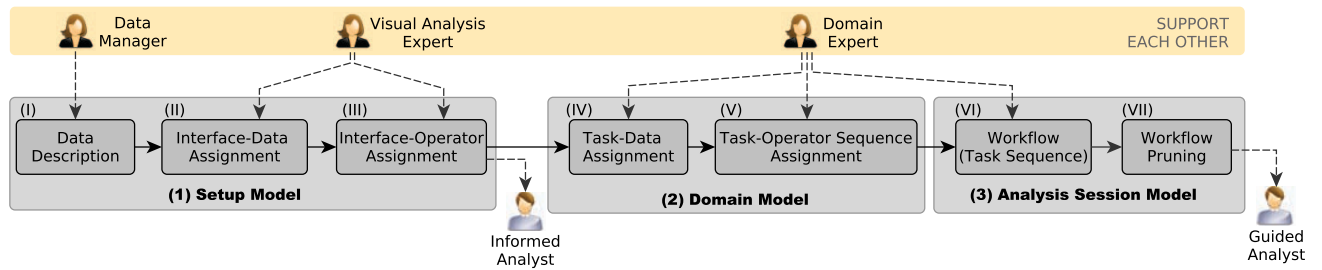 Data
Manager
Visual Analysis
Expert
Domain
Expert
SUPPORT
EACH OTHER
(I)
Data
Description
(II)
Interface-Data
Assignment
(III)
Interface-Operator
Assignment
(1) Setup Model
Informed
Analyst
(IV)
Task-Data
Assignment
(V)
Task-Operator Sequence
Assignment
(2) Domain Model
(VI)
Workflow
(Task Sequence)
(VII)
Workflow
Pruning
(3) Analysis Session Model
Guided
Analyst